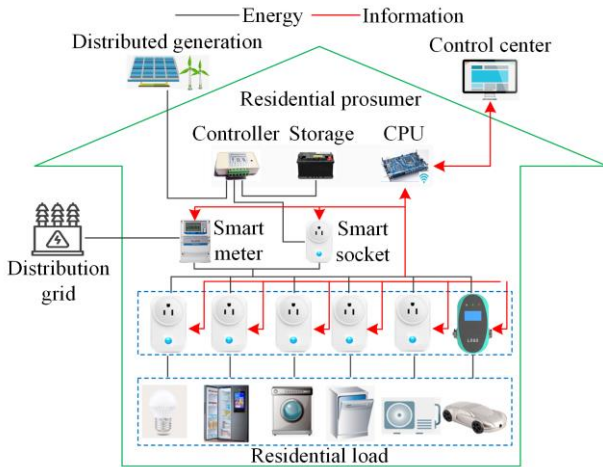 Energy
Information
Distributed generation
Control center
Residential prosumer
Controller
Storage
CPU
Smart
meter
Smart
socket
Distribution
grid
Residential load